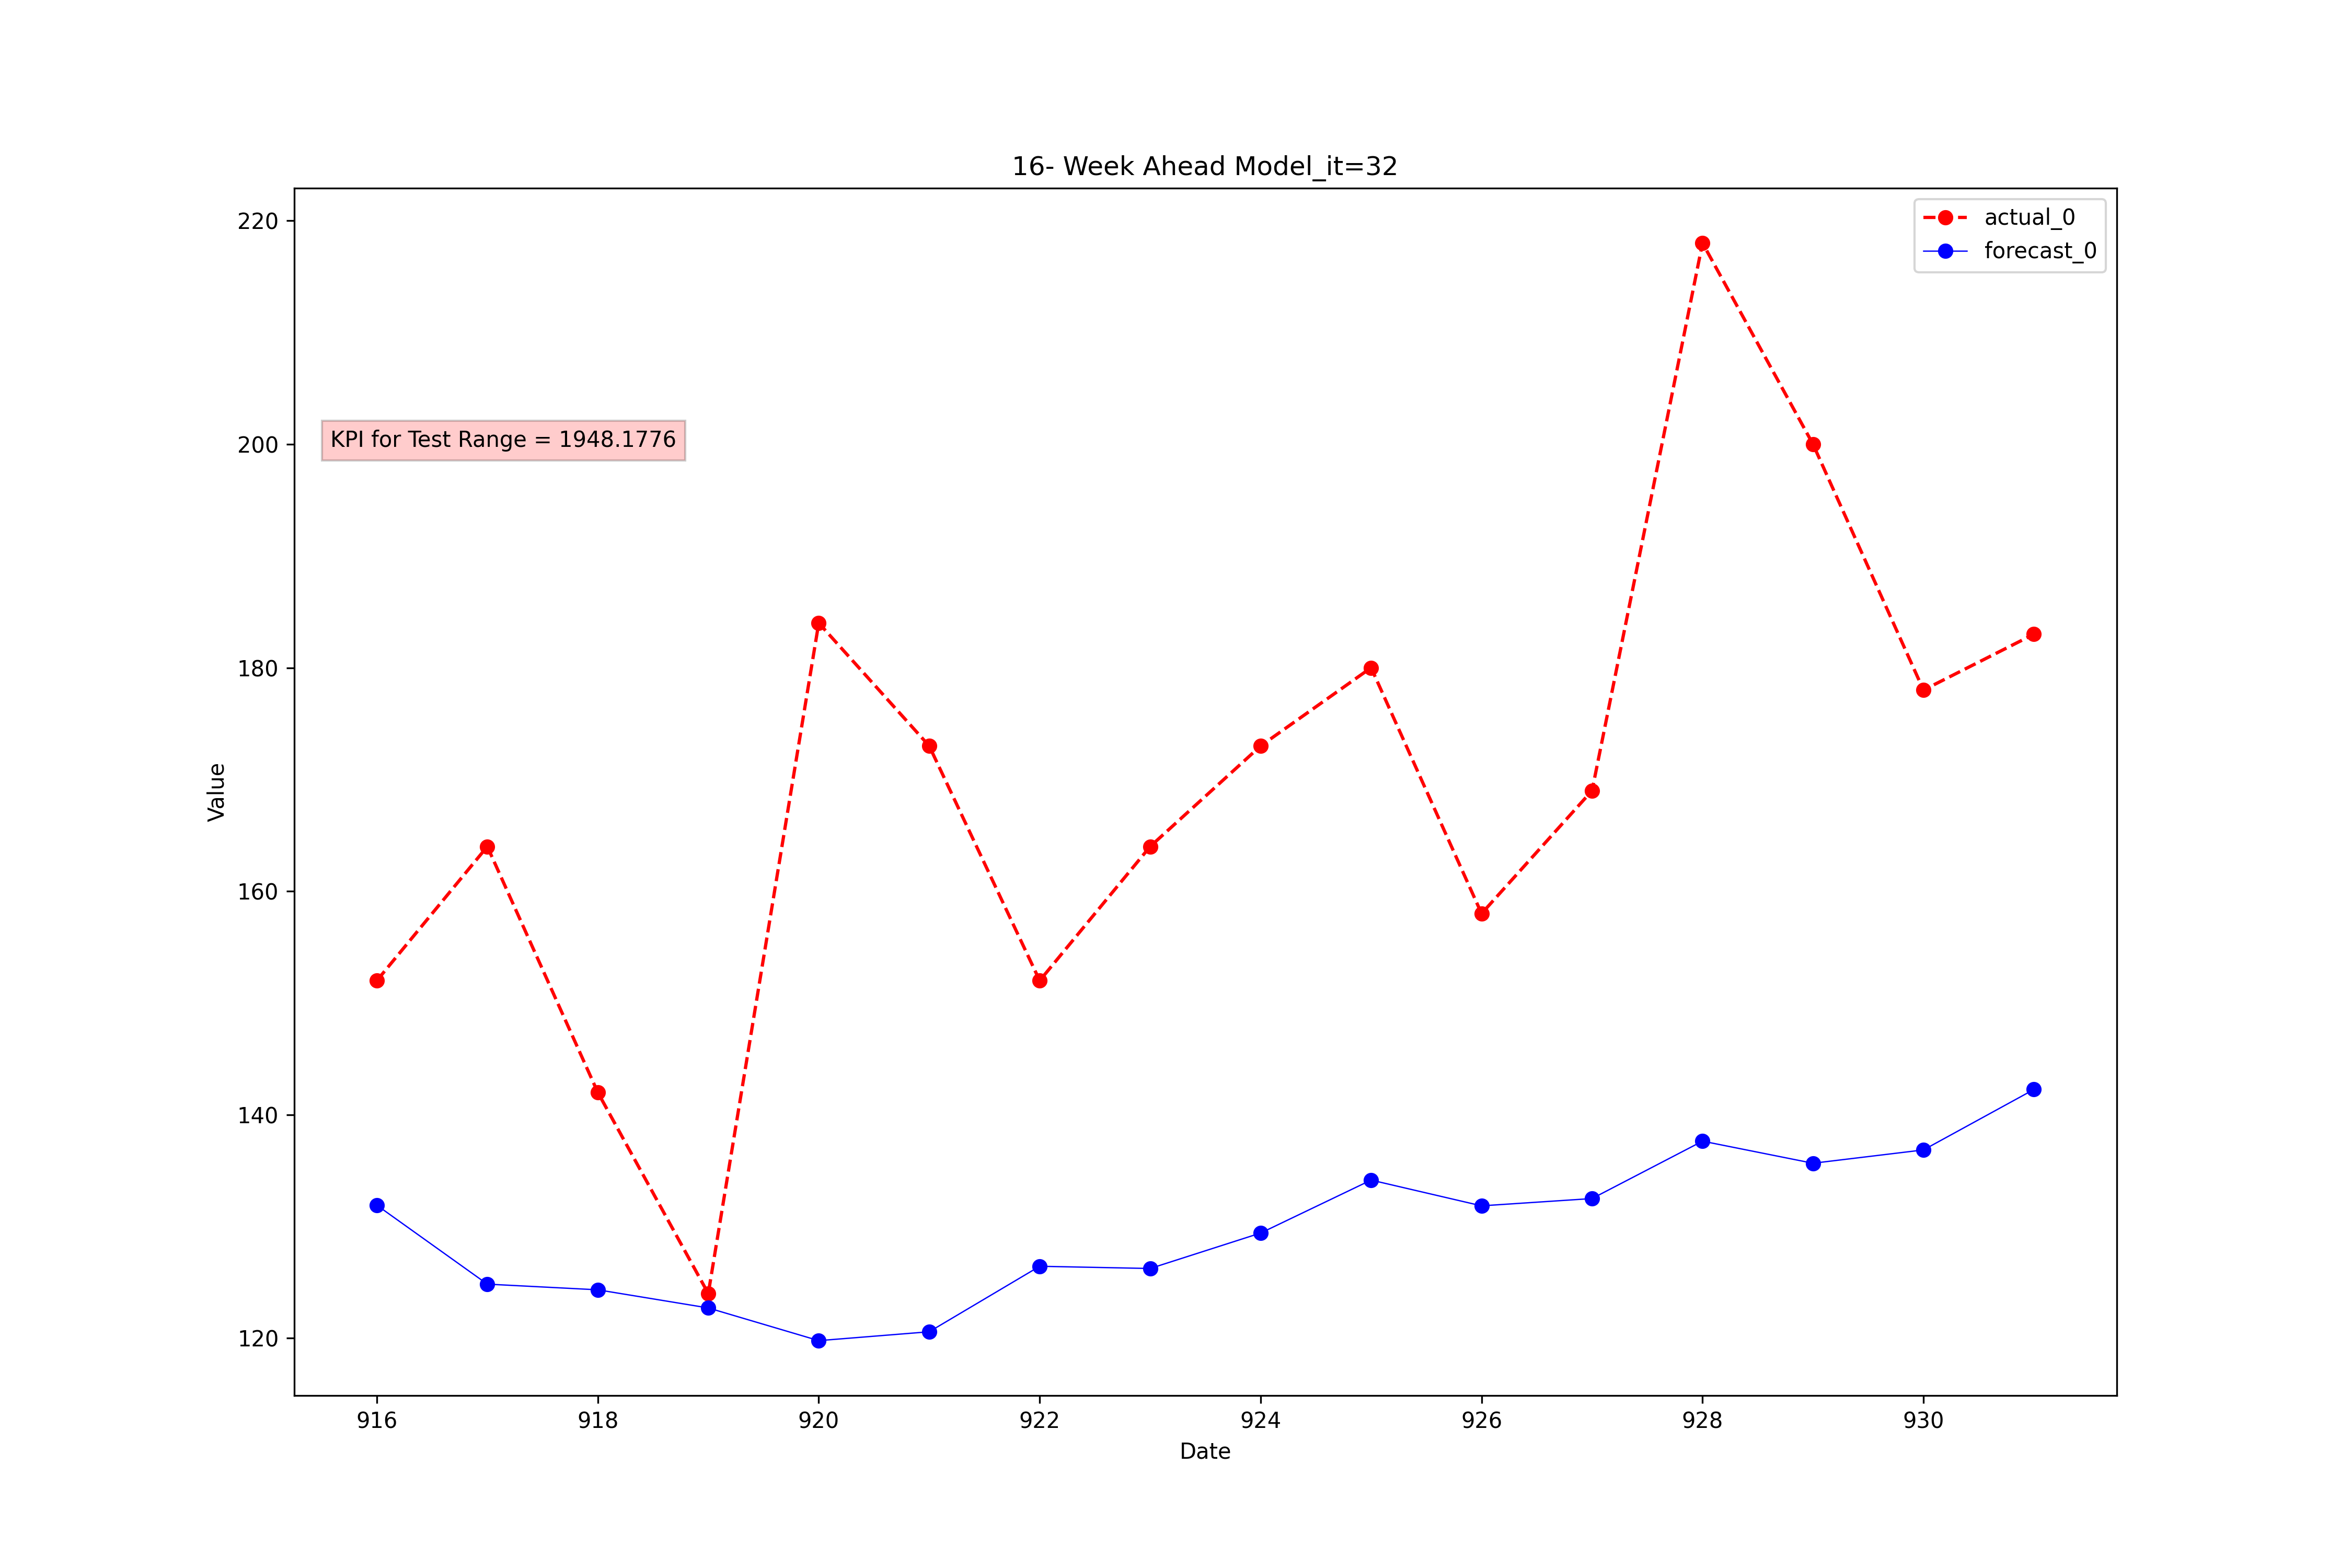 16- Week Ahead Model_it=32
220
200
180
160
140
120
Value
KPI for Test Range = 1948.1776
actual_0
forecast_0
916 918 920 922 924 926 928 930
Date